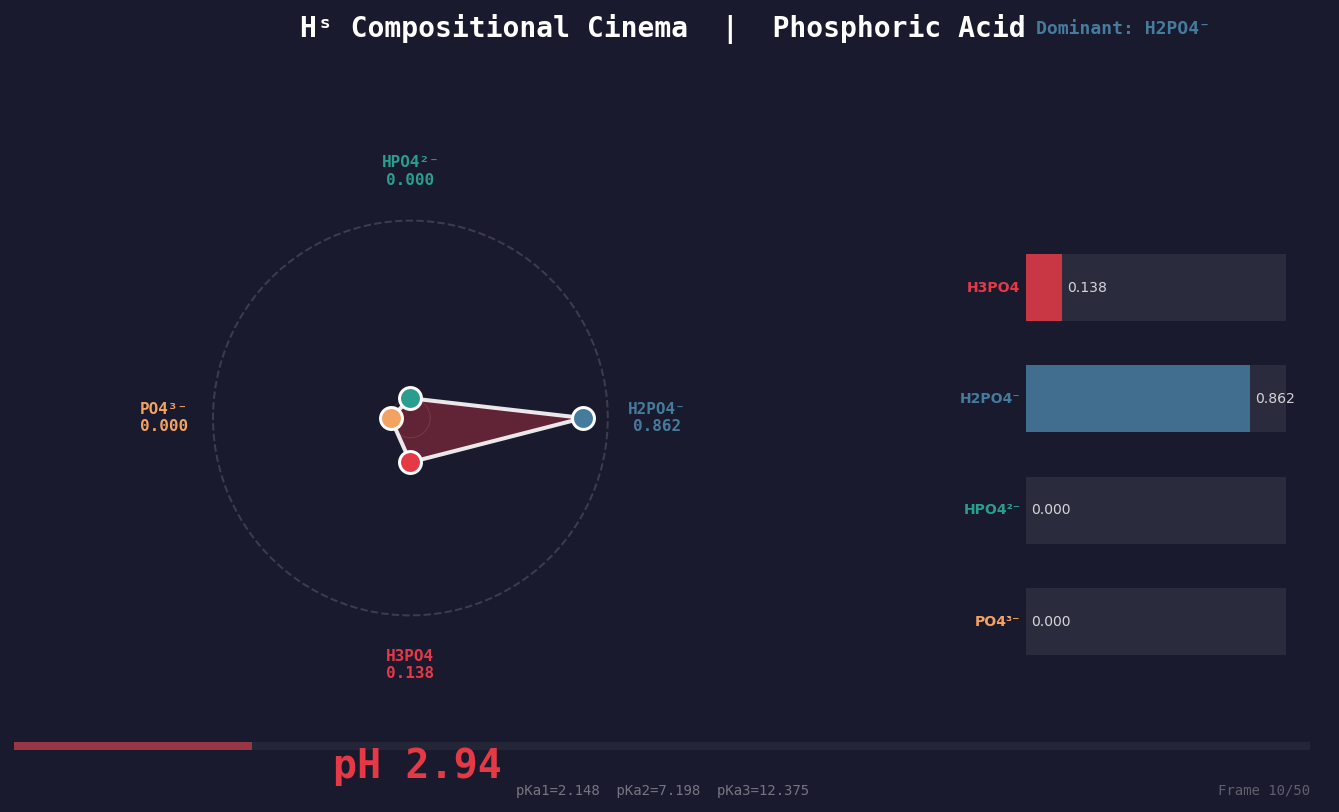 Hˢ Compositional Cinema | Phosphoric Acid
Dominant: H2PO4⁻
HPO4²⁻
0.000
PO4³⁻
0.000
H2PO4⁻
0.862
H3PO4
0.138
H3PO4 0.138
H2PO4⁻ 0.862
HPO4²⁻ 0.000
PO4³⁻ 0.000
pH 2.94
pKa1=2.148 pKa2=7.198 pKa3=12.375
Frame 10/50